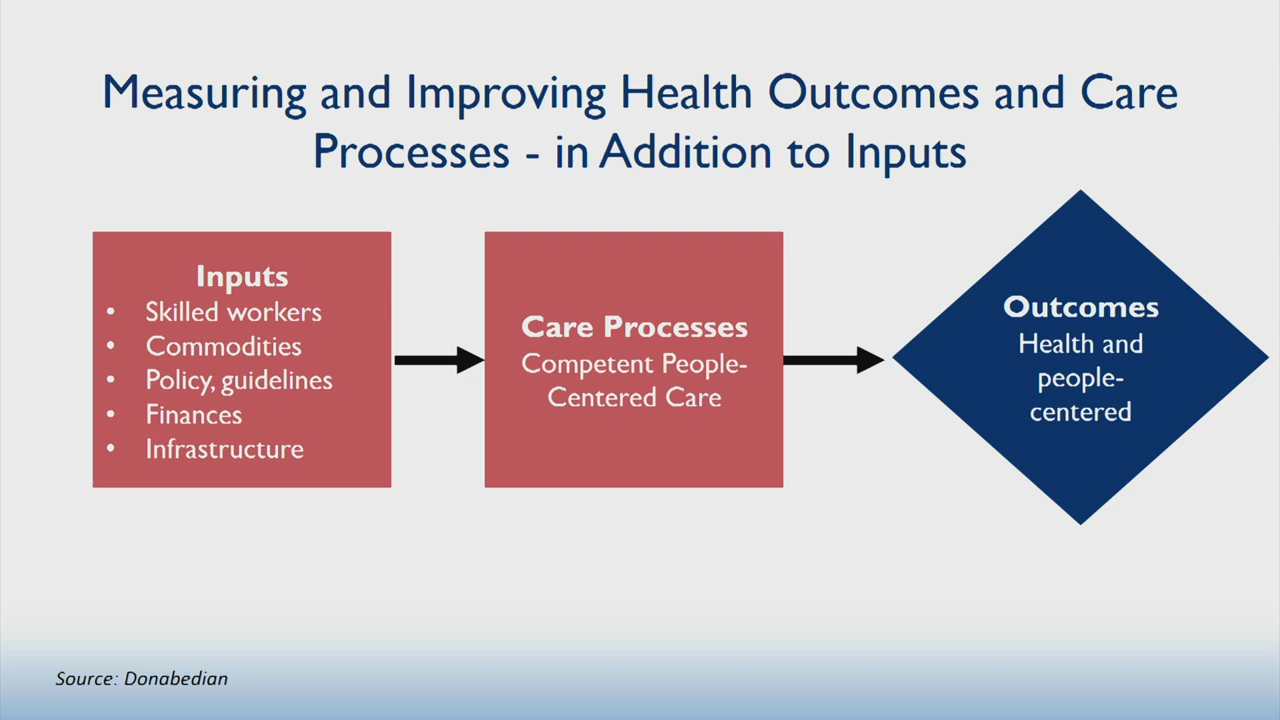 Measuring and Improving Health Outcomes and Care
Processes - in Addition to Inputs
Inputs
• Skilled workers
• Commodities
• Policy, guidelines
• Finances
• Infrastructure
Care Processes
Competent People-
Centered Care
Outcomes
Health and
people-
centered
Source: Donabedian